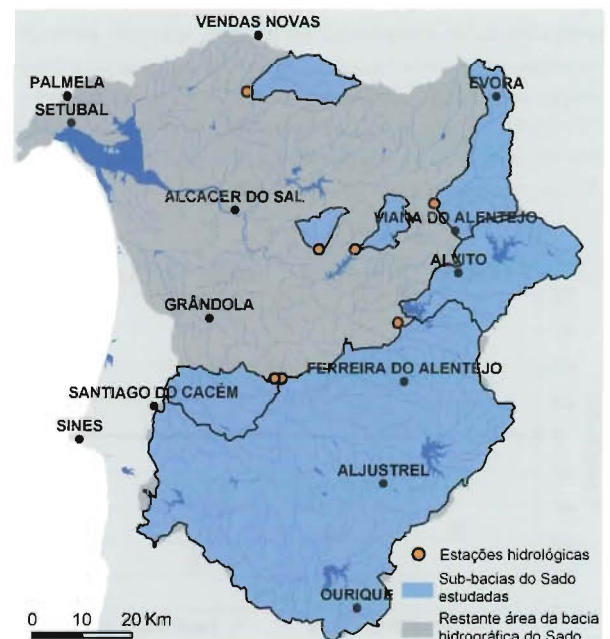 VENDAS NOVAS
PALMELA
SETUBAL
EVORA
ALCACER DO SAL
VIANA DO ALENTEJO
ALVITO
GRÂNDOLA
FERREIRA DO ALENTEJO
SANTIAGO DO CACÉM
SINES
ALJUSTREL
Estações hidrológicas
Sub-bacias do Sado
estudadas
OURIQUE
Restante área da bacia
hidrográfica do Sado
0 10 20 Km